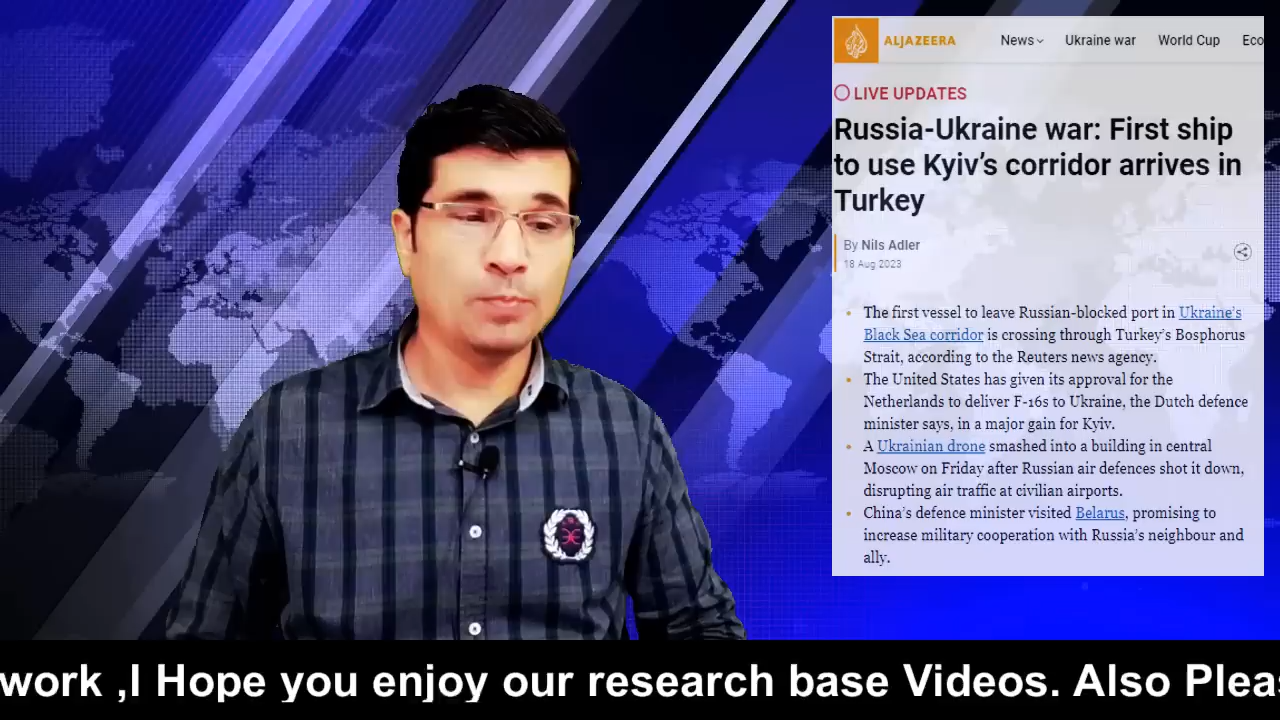 ALJAZEERA
News
Ukraine war
World Cup
Eco
LIVE UPDATES
Russia-Ukraine war: First ship
to use Kyiv's corridor arrives in
Turkey
By Nils Adler
18 Aug 2023
The first vessel to leave Russian-blocked port in Ukraine's
Black Sea corridor is crossing through Turkey's Bosphorus
Strait, according to the Reuters news agency.
The United States has given its approval for the
Netherlands to deliver F-16s to Ukraine, the Dutch defence
minister says, in a major gain for Kyiv.
A Ukrainian drone smashed into a building in central
Moscow on Friday after Russian air defences shot it down,
disrupting air traffic at civilian airports.
China's defence minister visited Belarus, promising to
increase military cooperation with Russia's neighbour and
ally.
work ,I Hope you enjoy our research base Videos. Also Pleas